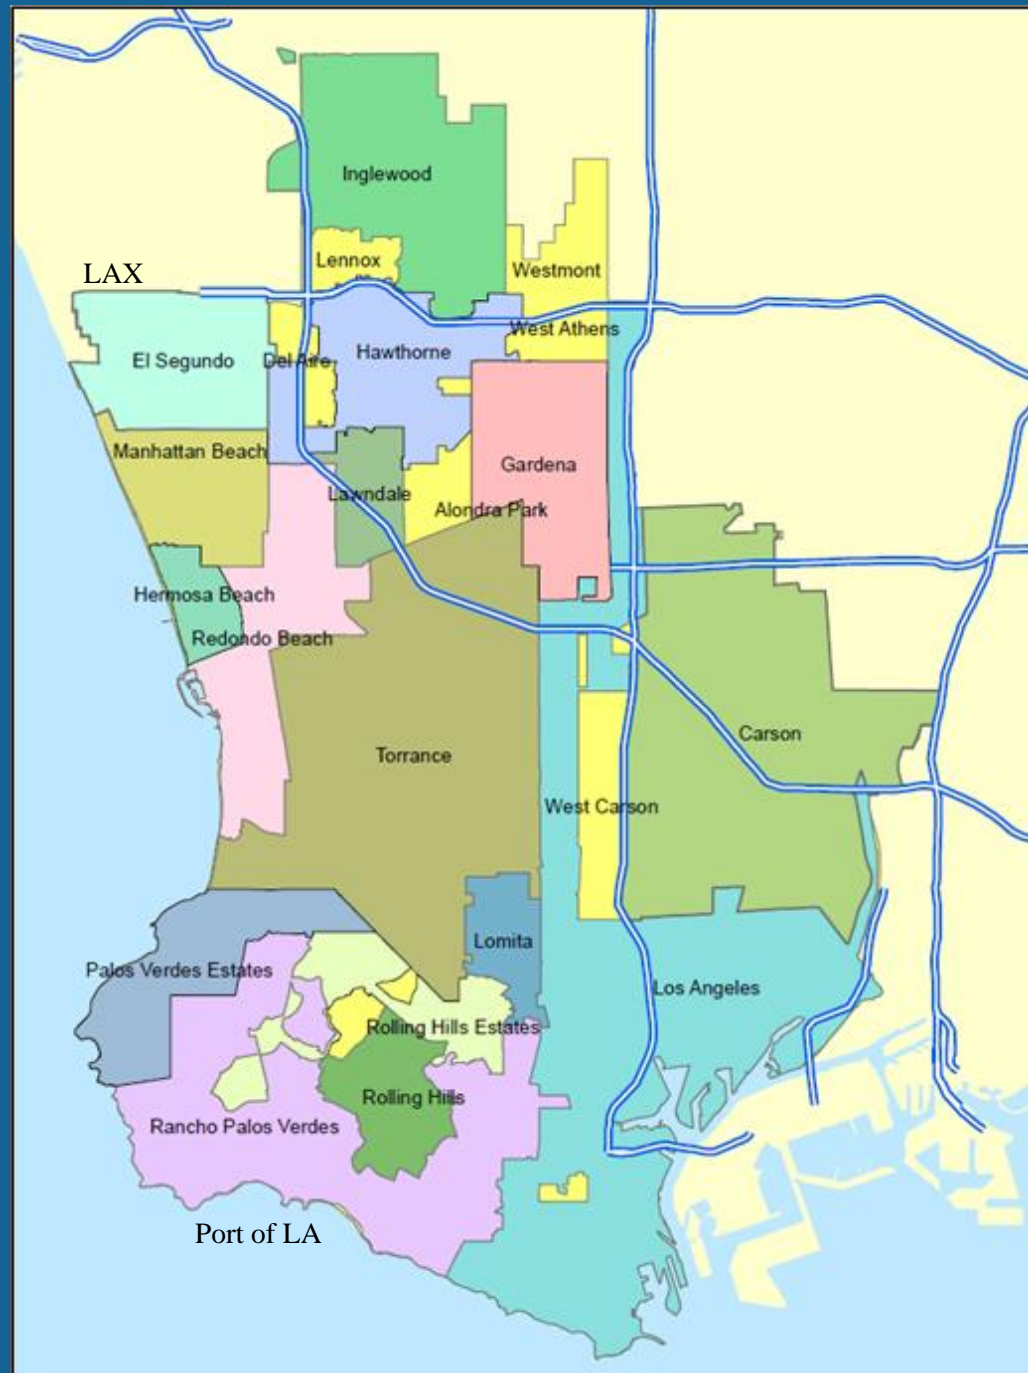 Inglewood
Lennox
Westmont
LAX
West Athens
El Segundo
Del Aire
Hawthorne
Manhattan Beach
Gardena
Lawndale
Alondra Park
Hermosa Beach
Redondo Beach
Carson
Torrance
West Carson
Lomita
Palos Verdes Estates
Los Angeles
Rolling Hills Estates
Rolling Hills
Rancho Palos Verdes
Port of LA